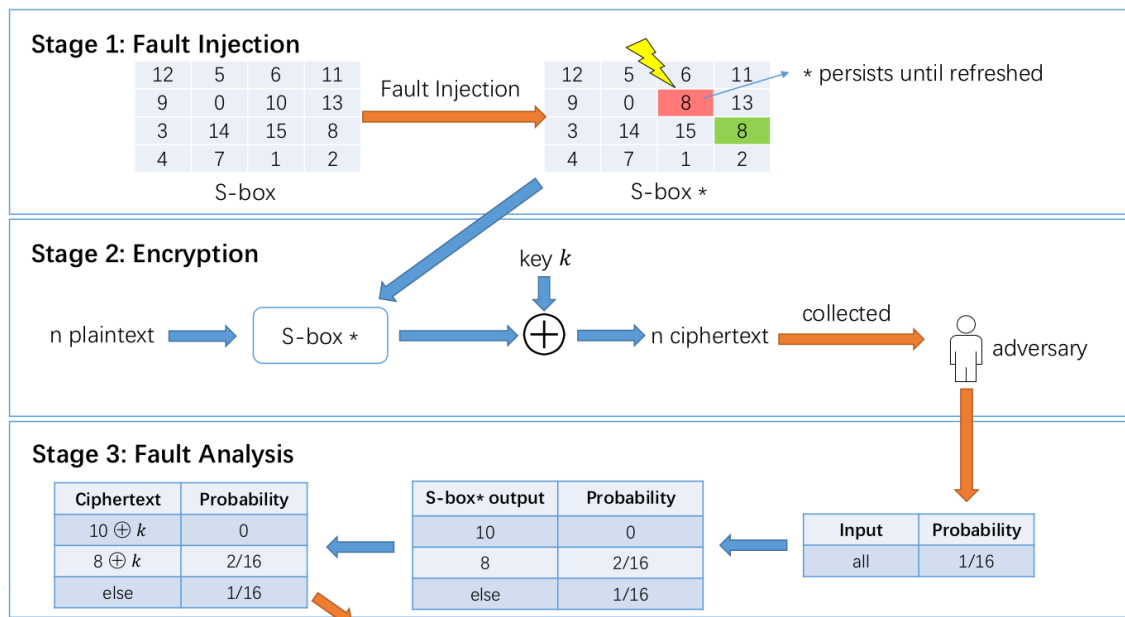 Stage 1: Fault Injection
12 5 6 11
9 0 10 13
3 14 15 8
4 7 1 2
S-box
Fault Injection
12 5 6 11
9 0 8 13
3 14 15 8
4 7 1 2
S-box *
* persists until refreshed
Stage 2: Encryption
key k
n plaintext
S-box *
n ciphertext
collected
adversary
Stage 3: Fault Analysis
Ciphertext Probability
10 ⊕ k 0
8 ⊕ k 2/16
else 1/16
S-box* output Probability
10 0
8 2/16
else 1/16
Input Probability
all 1/16